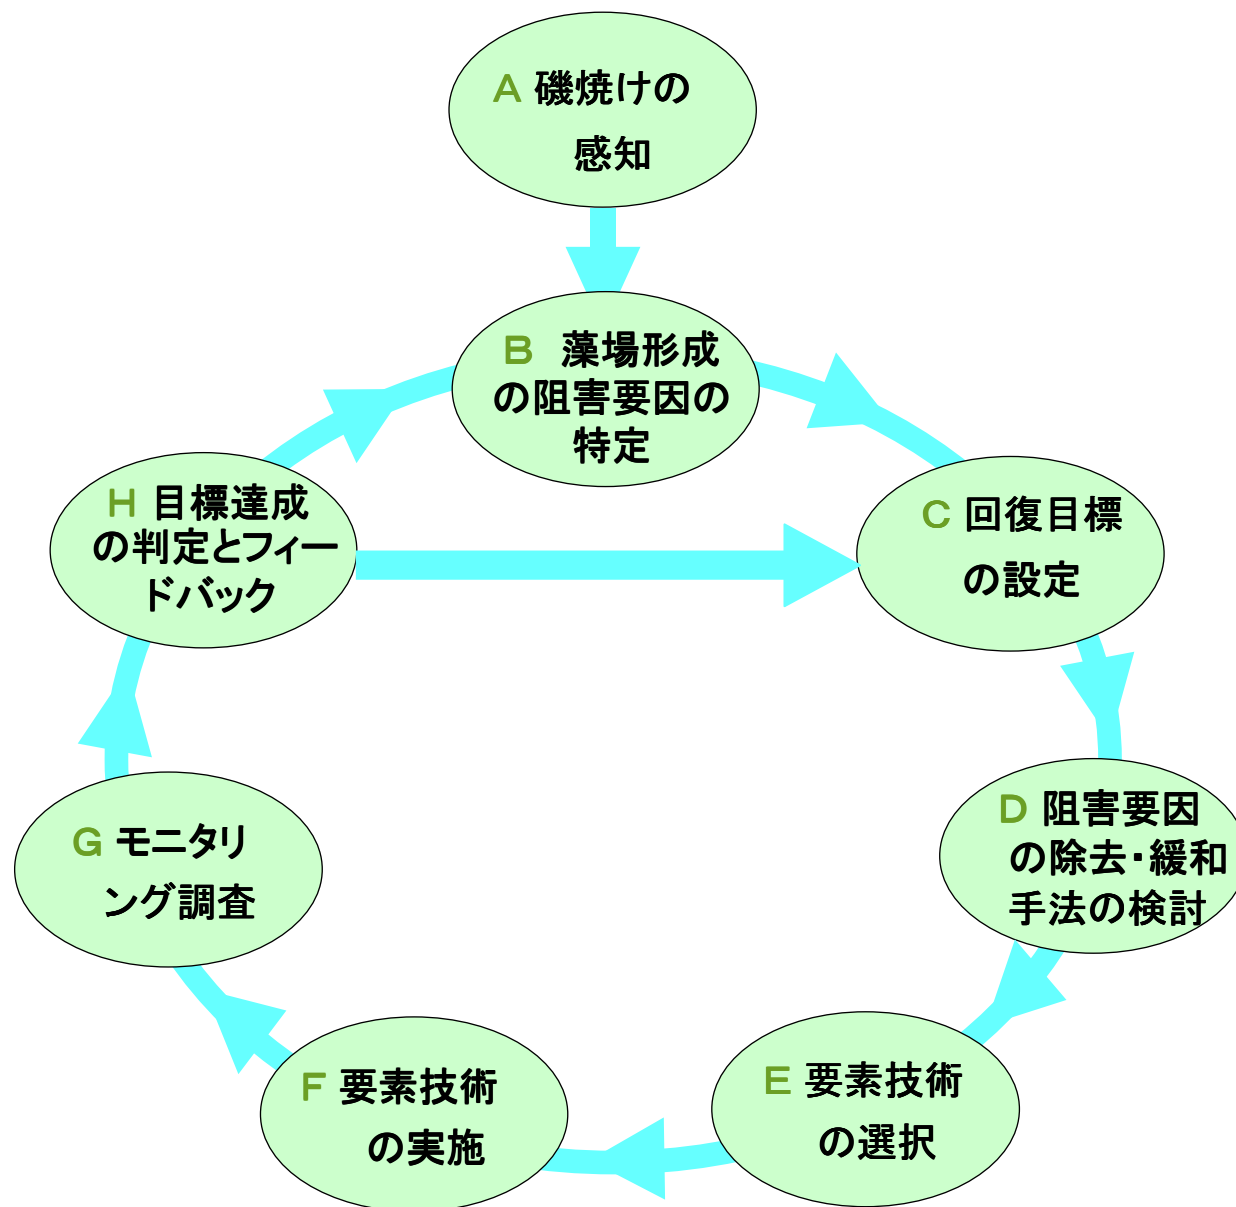 A 磯焼けの
感知
B 藻場形成
の阻害要因の
特定
C 回復目標
の設定
D 阻害要因
の除去・緩和
手法の検討
E 要素技術
の選択
F 要素技術
の実施
G モニタリ
ング調査
H 目標達成
の判定とフィー
ドバック